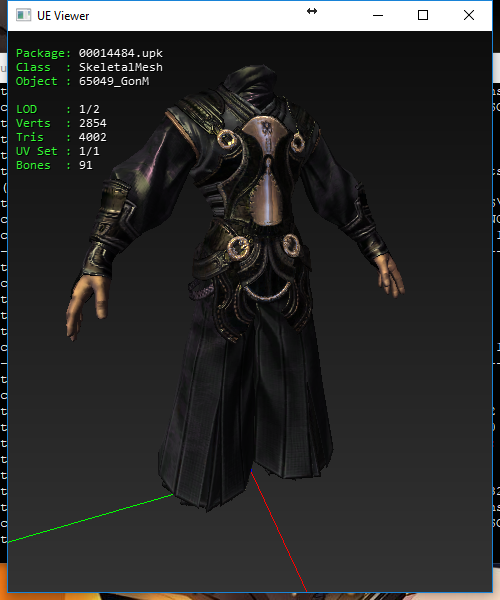 UE Viewer
Package: 00014484.upk
Class : SkeletalMesh
Object : 65049_GonM
LOD : 1/2
Verts : 2854
Tris : 4002
UV Set : 1/1
Bones : 91